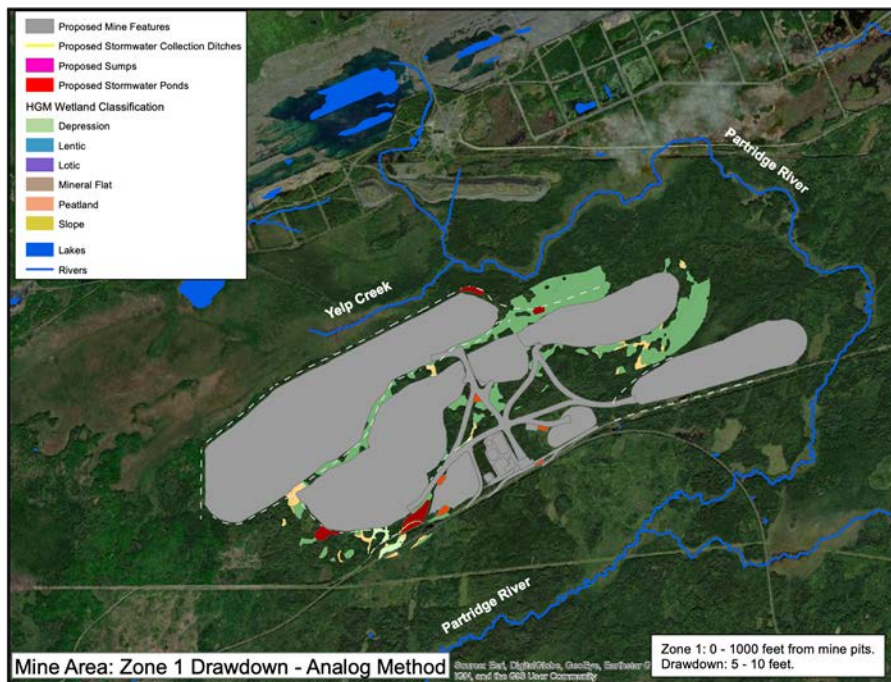 Proposed Mine Features
Proposed Stormwater Collection Ditches
Proposed Sumps
Proposed Stormwater Ponds
HGM Wetland Classification
Depression
Lentic
Lotic
Mineral Flat
Peatland
Slope
Lakes
Rivers
Partridge River
Yelp Creek
Partridge River
Mine Area: Zone 1 Drawdown - Analog Method
Source: Esri, DigitalGlobe, GeoEye, Earthstar G
IGN, and the GIS User Community
Zone 1: 0 - 1000 feet from mine pits.
Drawdown: 5 - 10 feet.